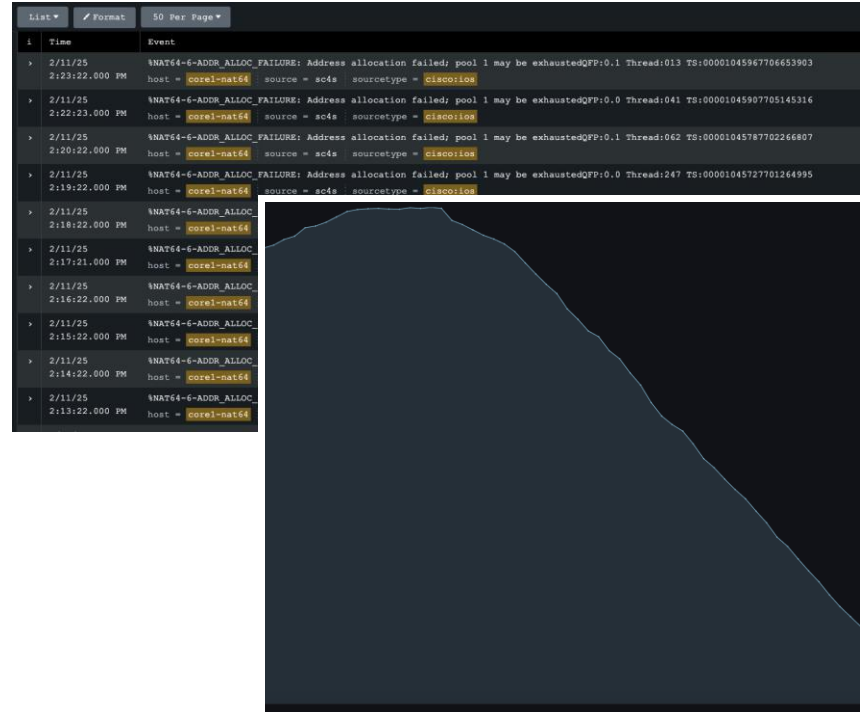 List▾ ✓Format 50 Per Page▾
i Time Event
> 2/11/25 %NAT64-6-ADDR_ALLOC_FAILURE: Address allocation failed; pool 1 may be exhaustedQFP:0.1 Thread:013 TS:00001045967706653903
2:23:22.000 PM host = core1-nat64 source = sc4s sourcetype = cisco:ios
> 2/11/25 %NAT64-6-ADDR_ALLOC_FAILURE: Address allocation failed; pool 1 may be exhaustedQFP:0.0 Thread:041 TS:00001045907705145316
2:22:23.000 PM host = core1-nat64 source = sc4s sourcetype = cisco:ios
> 2/11/25 %NAT64-6-ADDR_ALLOC_FAILURE: Address allocation failed; pool 1 may be exhaustedQFP:0.1 Thread:062 TS:00001045787702266807
2:20:22.000 PM host = core1-nat64 source = sc4s sourcetype = cisco:ios
> 2/11/25 %NAT64-6-ADDR_ALLOC_FAILURE: Address allocation failed; pool 1 may be exhaustedQFP:0.0 Thread:247 TS:00001045727701264995
2:19:22.000 PM host = core1-nat64 source = sc4s sourcetype = cisco:ios
> 2/11/25 %NAT64-6-ADDR_ALLOC_
2:18:22.000 PM host = core1-nat64
> 2/11/25 %NAT64-6-ADDR_ALLOC_
2:17:21.000 PM host = core1-nat64
> 2/11/25 %NAT64-6-ADDR_ALLOC_
2:16:22.000 PM host = core1-nat64
> 2/11/25 %NAT64-6-ADDR_ALLOC_
2:15:22.000 PM host = core1-nat64
> 2/11/25 %NAT64-6-ADDR_ALLOC_
2:14:22.000 PM host = core1-nat64
> 2/11/25 %NAT64-6-ADDR_ALLOC_
2:13:22.000 PM host = core1-nat64